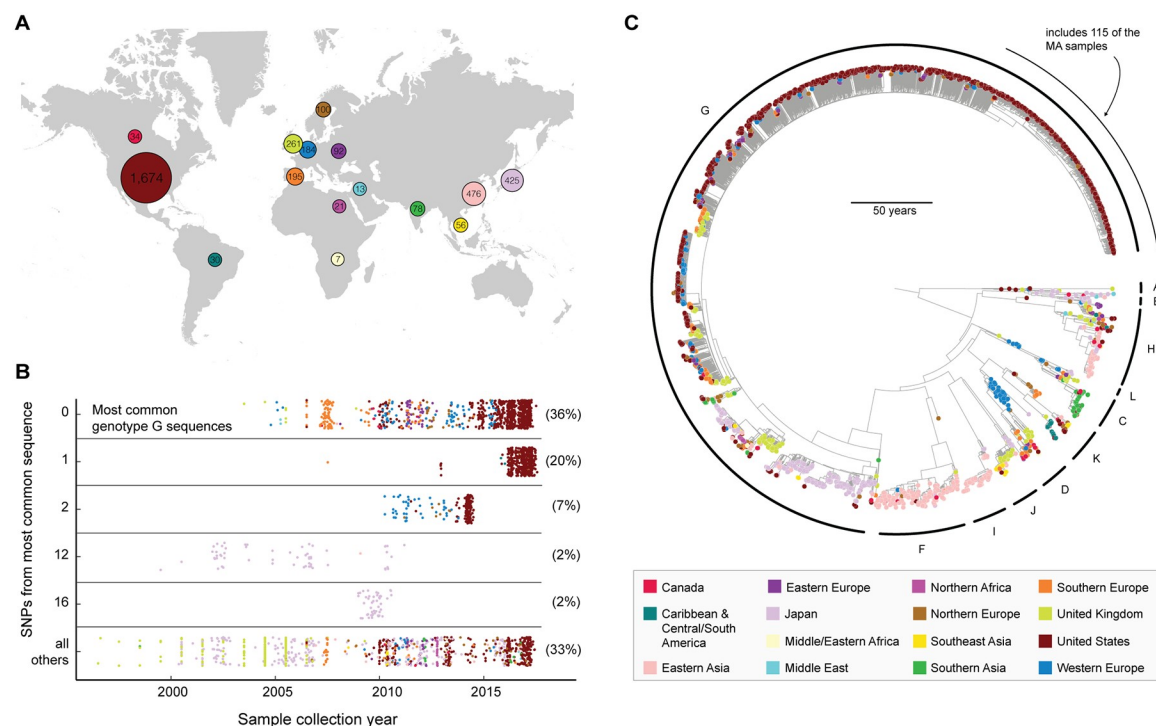 A
34
1,674
30
100
261
184
92
195
13
21
7
78
56
476
425
B
SNPs from most common sequence
Most common
genotype G sequences
0
(36%)
1
(20%)
2
(7%)
12
(2%)
16
(2%)
all
others
(33%)
2000
2005
2010
2015
Sample collection year
C
includes 115 of the
MA samples
G
50 years
A
H
L
C
K
D
J
I
F
Canada
Caribbean &
Central/South
America
Eastern Asia
Eastern Europe
Japan
Middle/Eastern Africa
Middle East
Northern Africa
Northern Europe
Southeast Asia
Southern Asia
Southern Europe
United Kingdom
United States
Western Europe